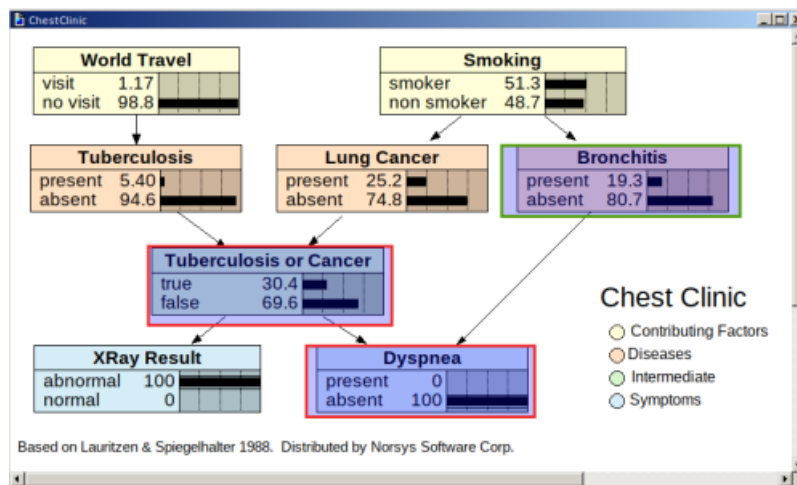 ChestClinic
World Travel
visit 1.17
no visit 98.8
Smoking
smoker 51.3
non smoker 48.7
Tuberculosis
present 5.40
absent 94.6
Lung Cancer
present 25.2
absent 74.8
Bronchitis
present 19.3
absent 80.7
Tuberculosis or Cancer
true 30.4
false 69.6
XRay Result
abnormal 100
normal 0
Dyspnea
present 0
absent 100
Chest Clinic
Contributing Factors
Diseases
Intermediate
Symptoms
Based on Lauritzen & Spiegelhalter 1988. Distributed by Norsys Software Corp.